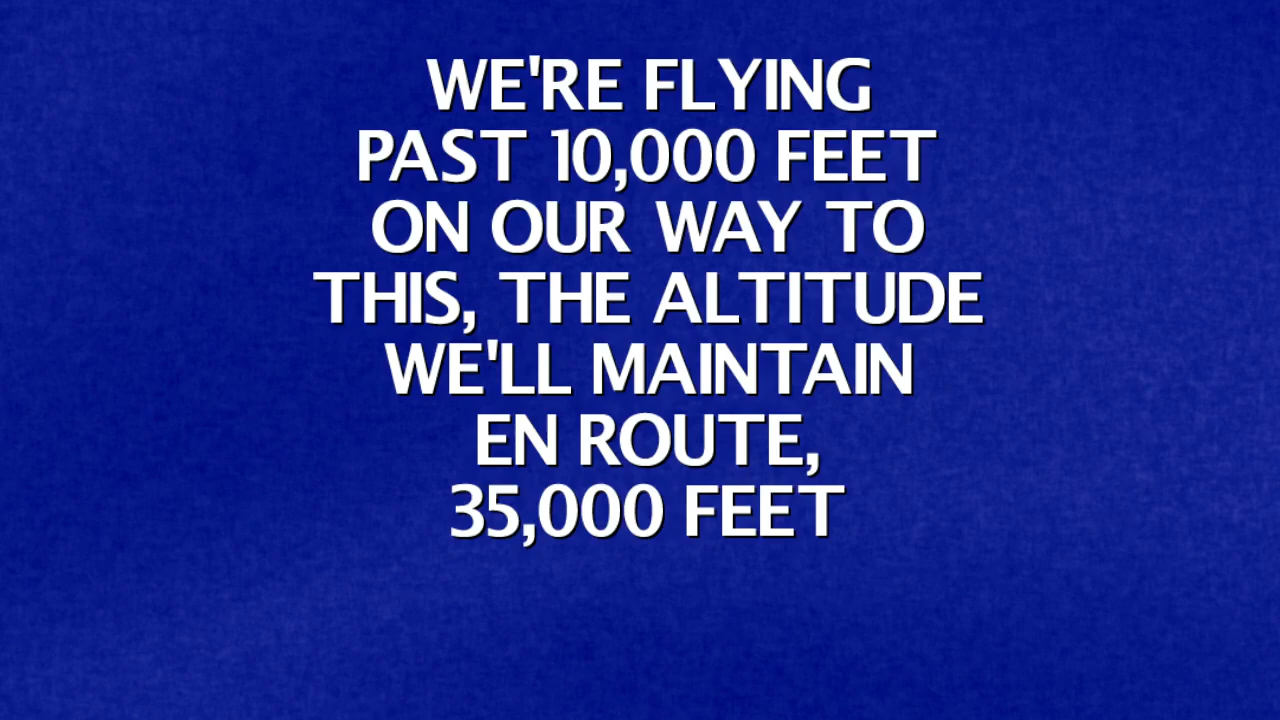 WE'RE FLYING
PAST 10,000 FEET
ON OUR WAY TO
THIS, THE ALTITUDE
WE'LL MAINTAIN
EN ROUTE,
35,000 FEET